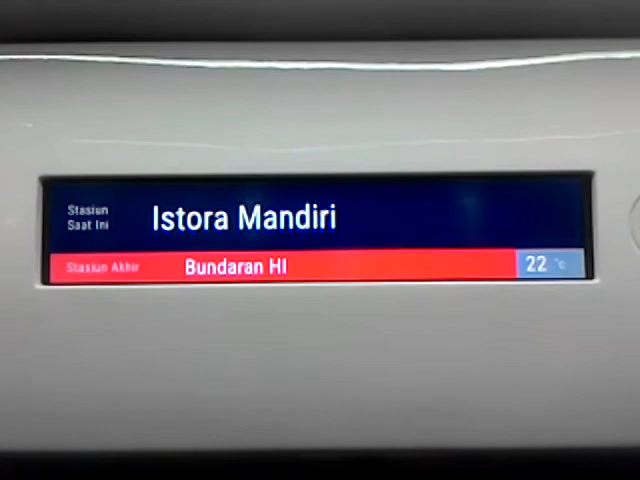 Stasiun
Saat Ini
Istora Mandiri
Stasiun Akhir
Bundaran HI
22 °c